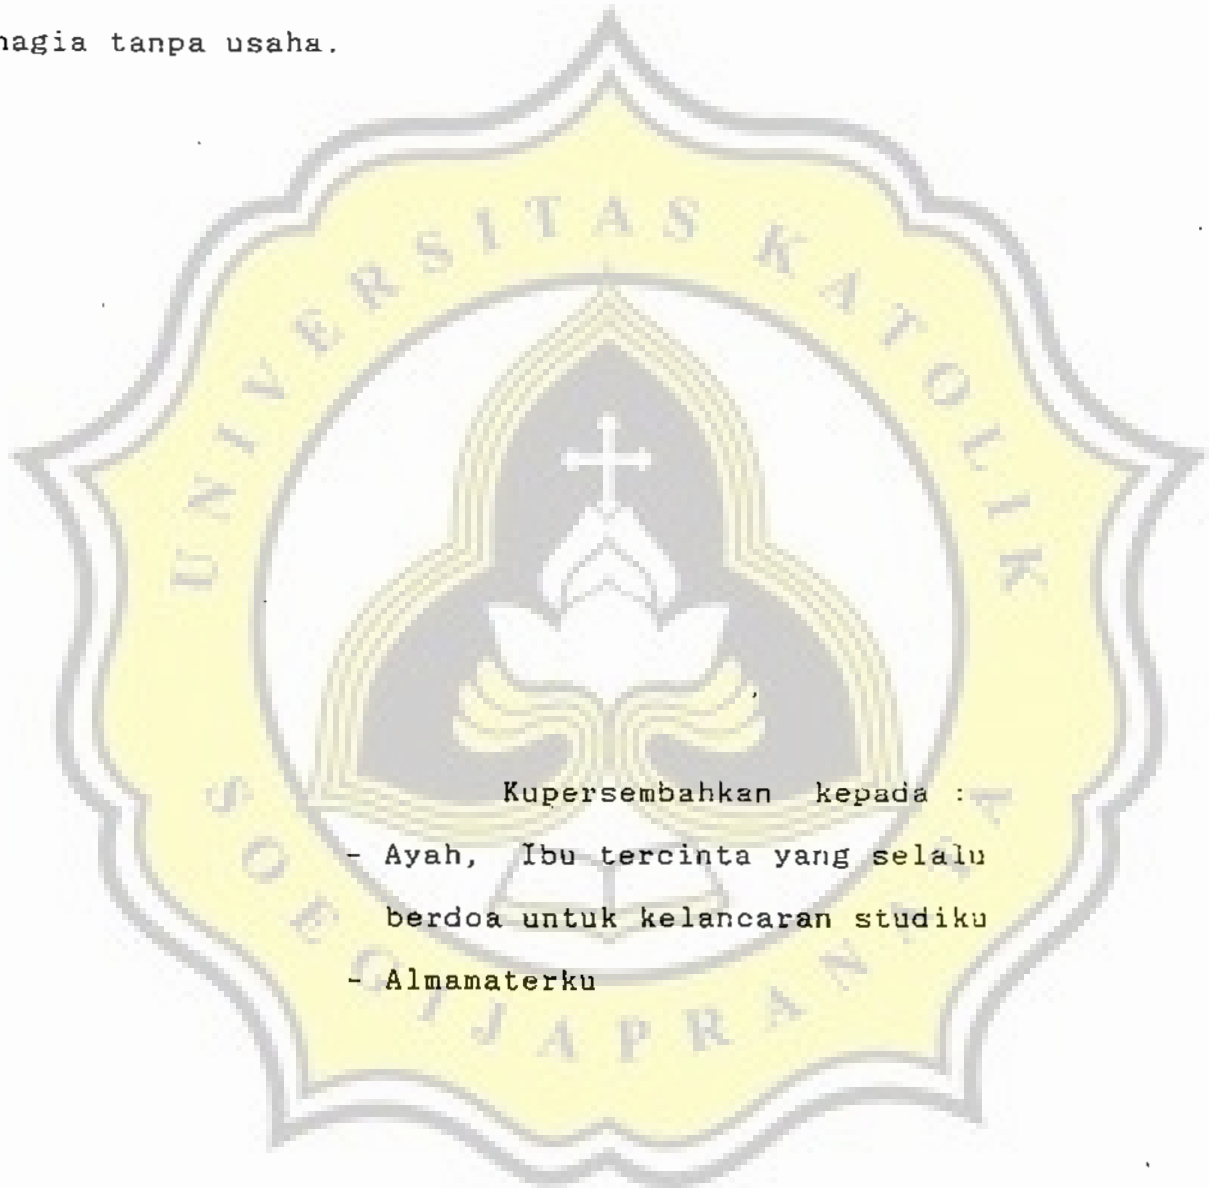 hagia tanpa usaha.
UNIVERSITAS KATOLIK
Kupersembahkan kepada :
- Ayah, Ibu tercinta yang selalu
berdoa untuk kelancaran studiku
- Almamaterku
SOEGIJAPRANATA